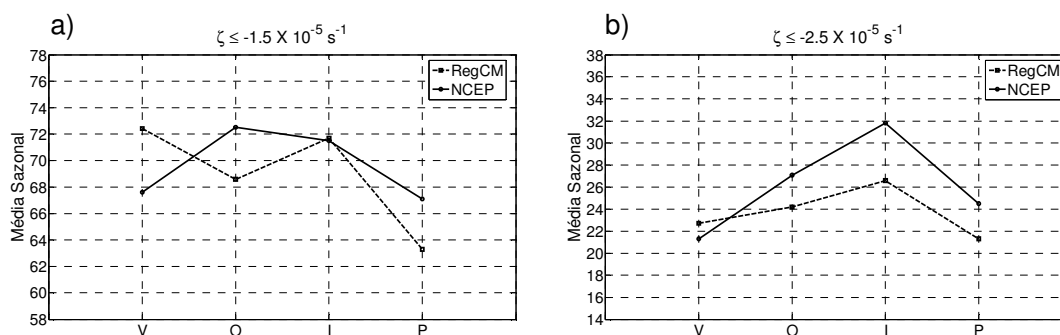 a)
ζ ≤ -1.5 X 10⁻⁵ s⁻¹
Média Sazonal
78
76
74
72
70
68
66
64
62
60
58
V
O
I
P
RegCM
NCEP
b)
ζ ≤ -2.5 X 10⁻⁵ s⁻¹
Média Sazonal
38
36
34
32
30
28
26
24
22
20
18
16
14
V
O
I
P
RegCM
NCEP